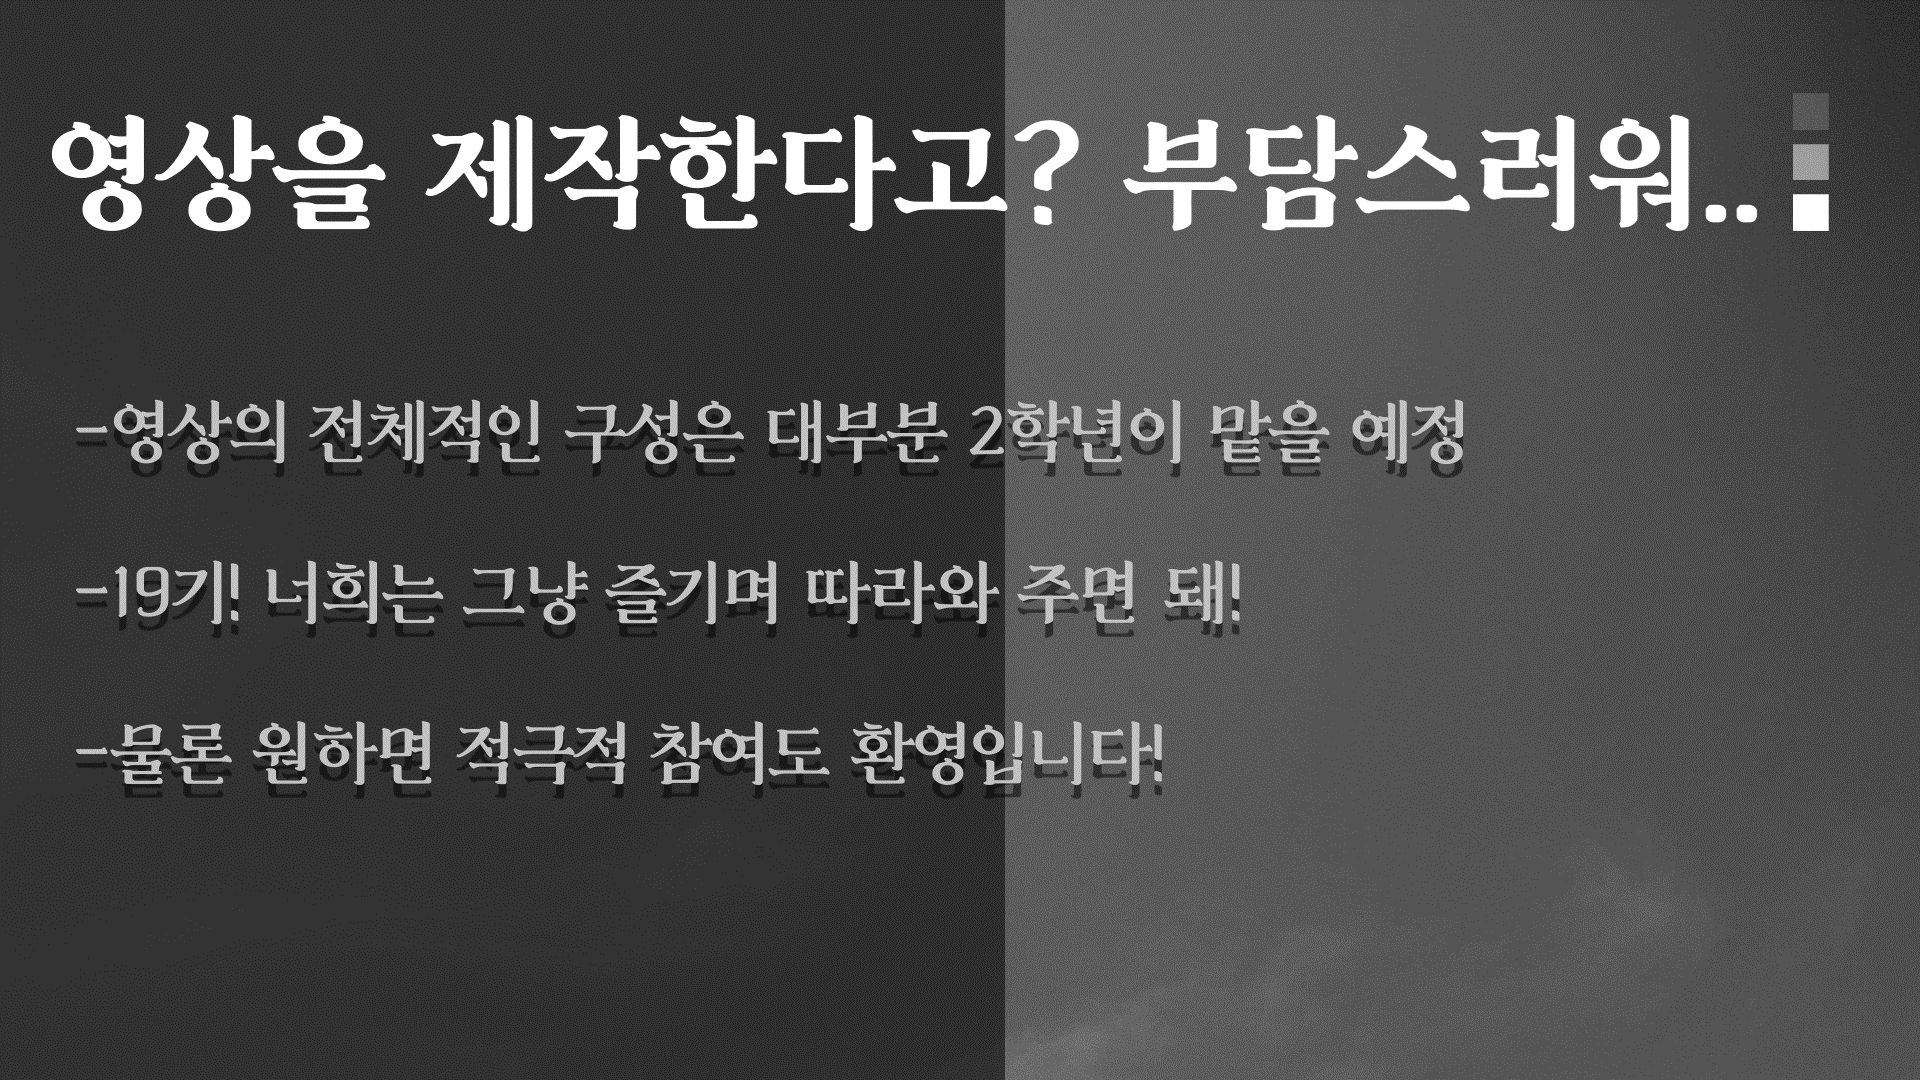 영상을 제작한다고? 부담스러워..
-영상의 전체적인 구성은 대부분 2학년이 맡을 예정
-19기! 너희는 그냥 즐기며 따라와 주면 돼!
-물론 원하면 적극적 참여도 환영입니다!